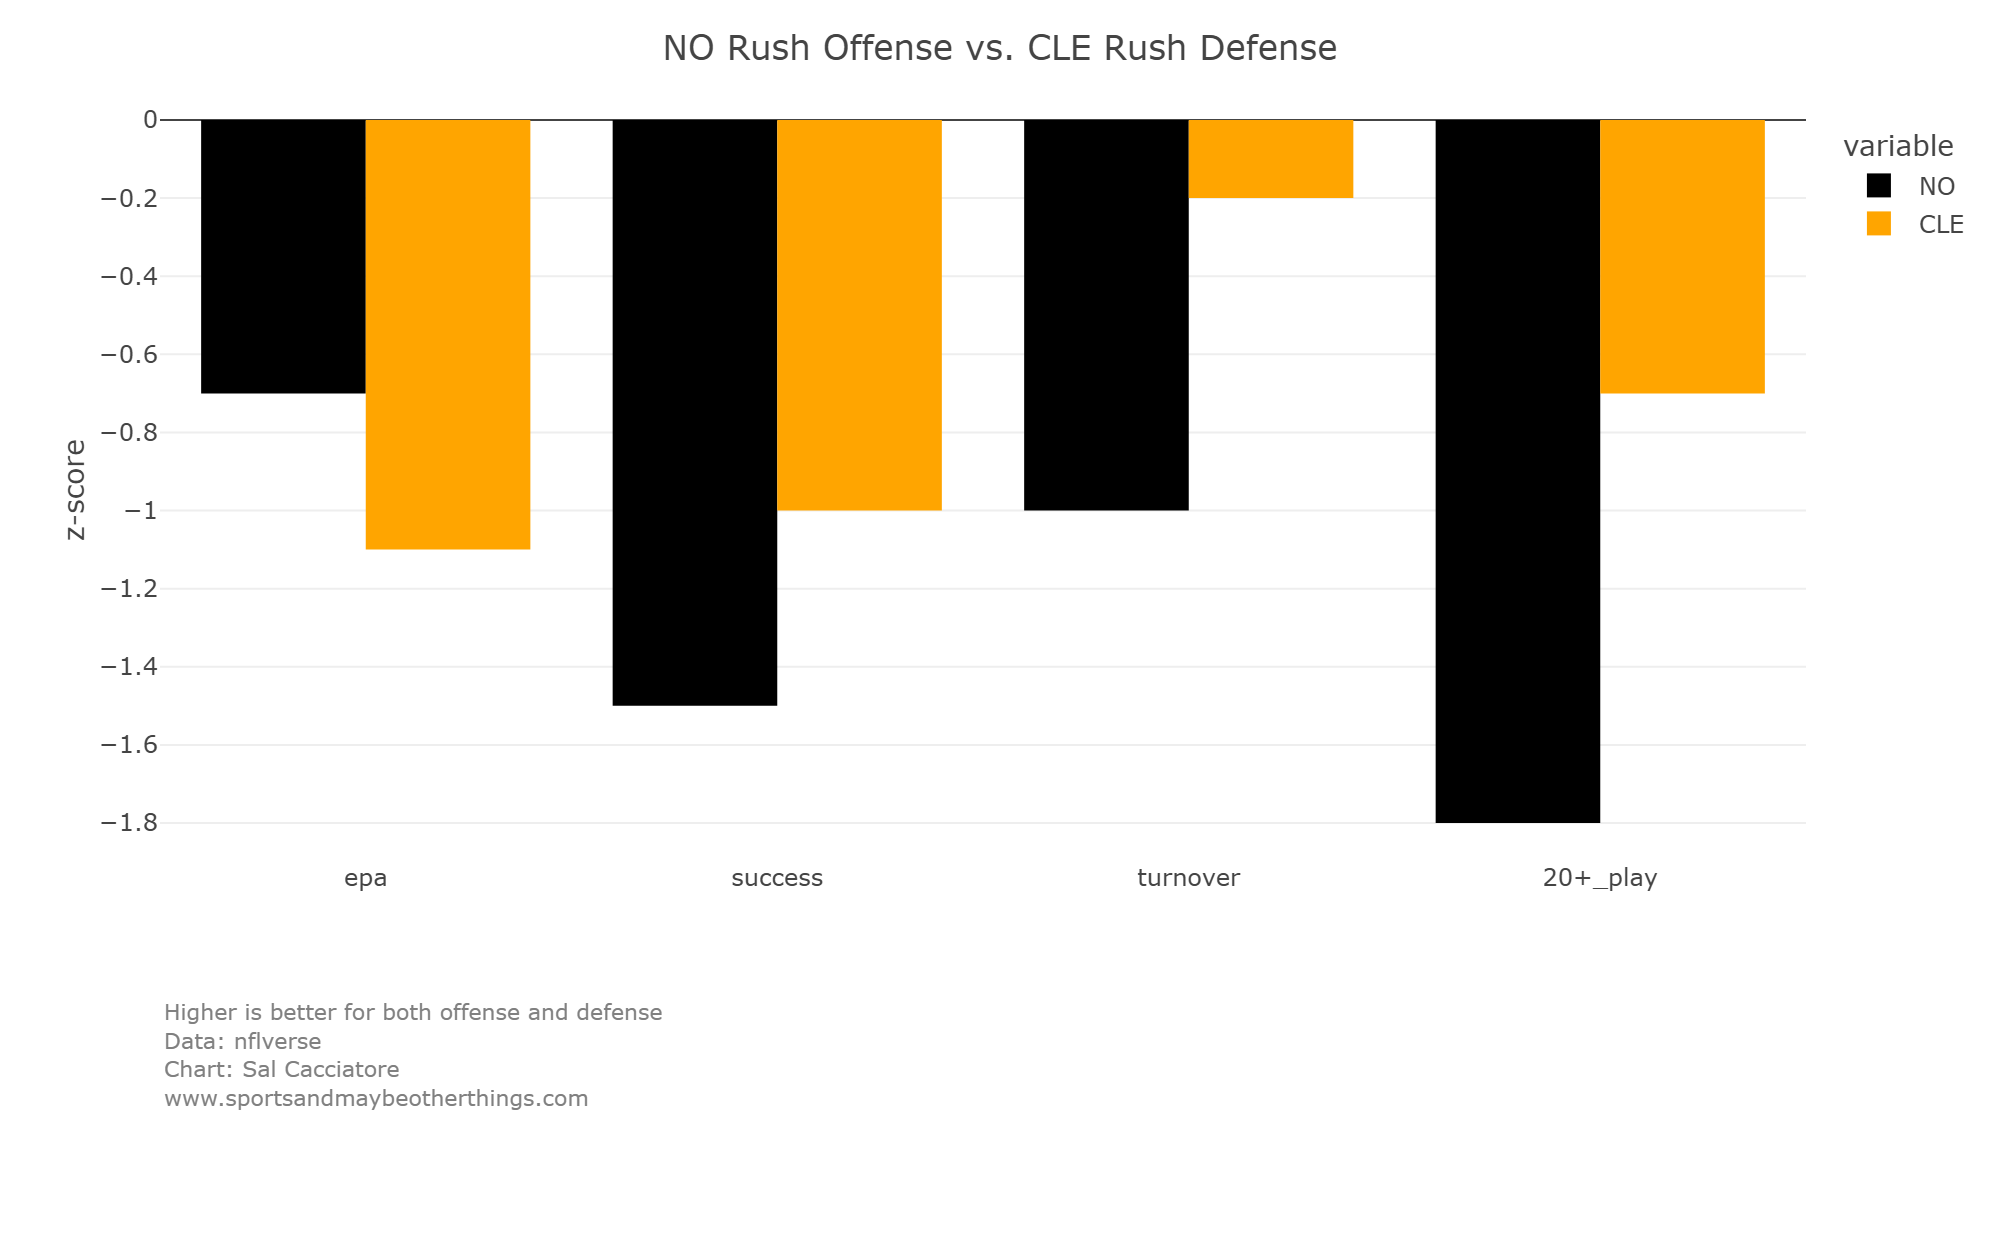 NO Rush Offense vs. CLE Rush Defense
0
−0.2
−0.4
−0.6
−0.8
−1
−1.2
−1.4
−1.6
−1.8
z-score
epa
success
turnover
20+_play
variable
NO
CLE
Higher is better for both offense and defense
Data: nflverse
Chart: Sal Cacciatore
www.sportsandmaybeotherthings.com